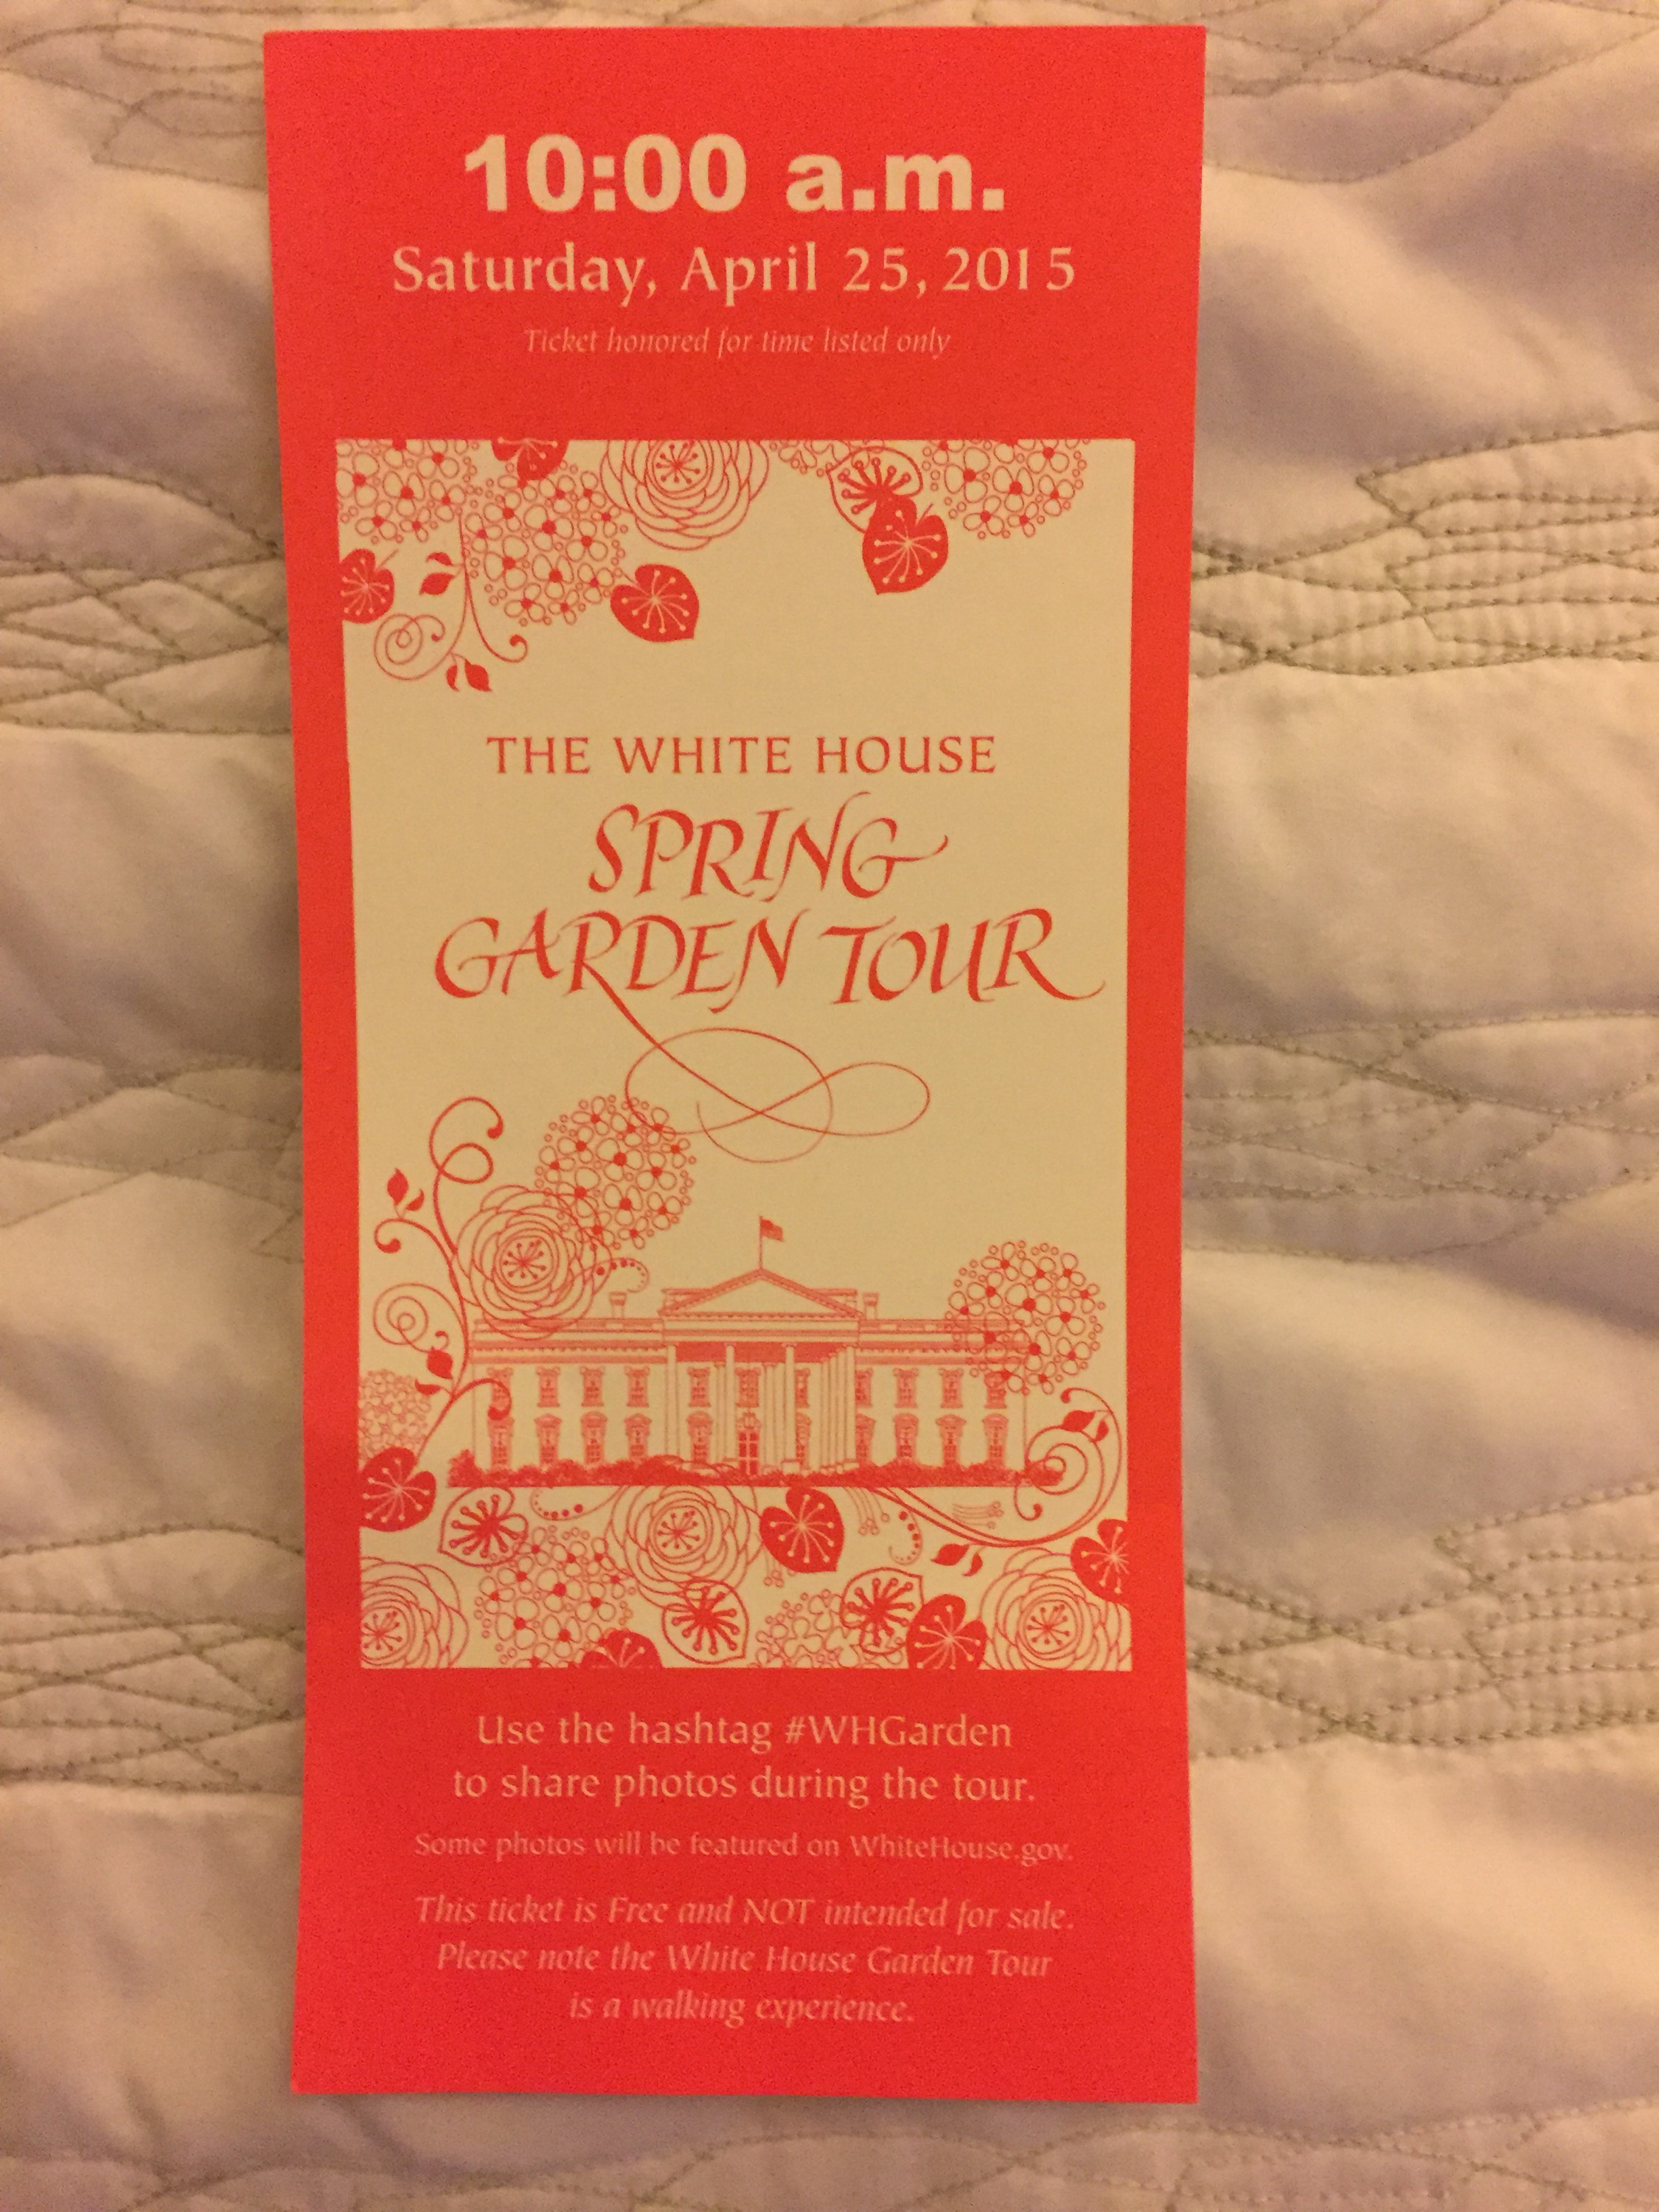 10:00 a.m.
Saturday, April 25, 2015
Ticket honored for time listed only
THE WHITE HOUSE
SPRING
GARDEN TOUR
Use the hashtag #WHGarden
to share photos during the tour.
Some photos will be featured on WhiteHouse.gov.
This ticket is Free and NOT intended for sale.
Please note the White House Garden Tour
is a walking experience.